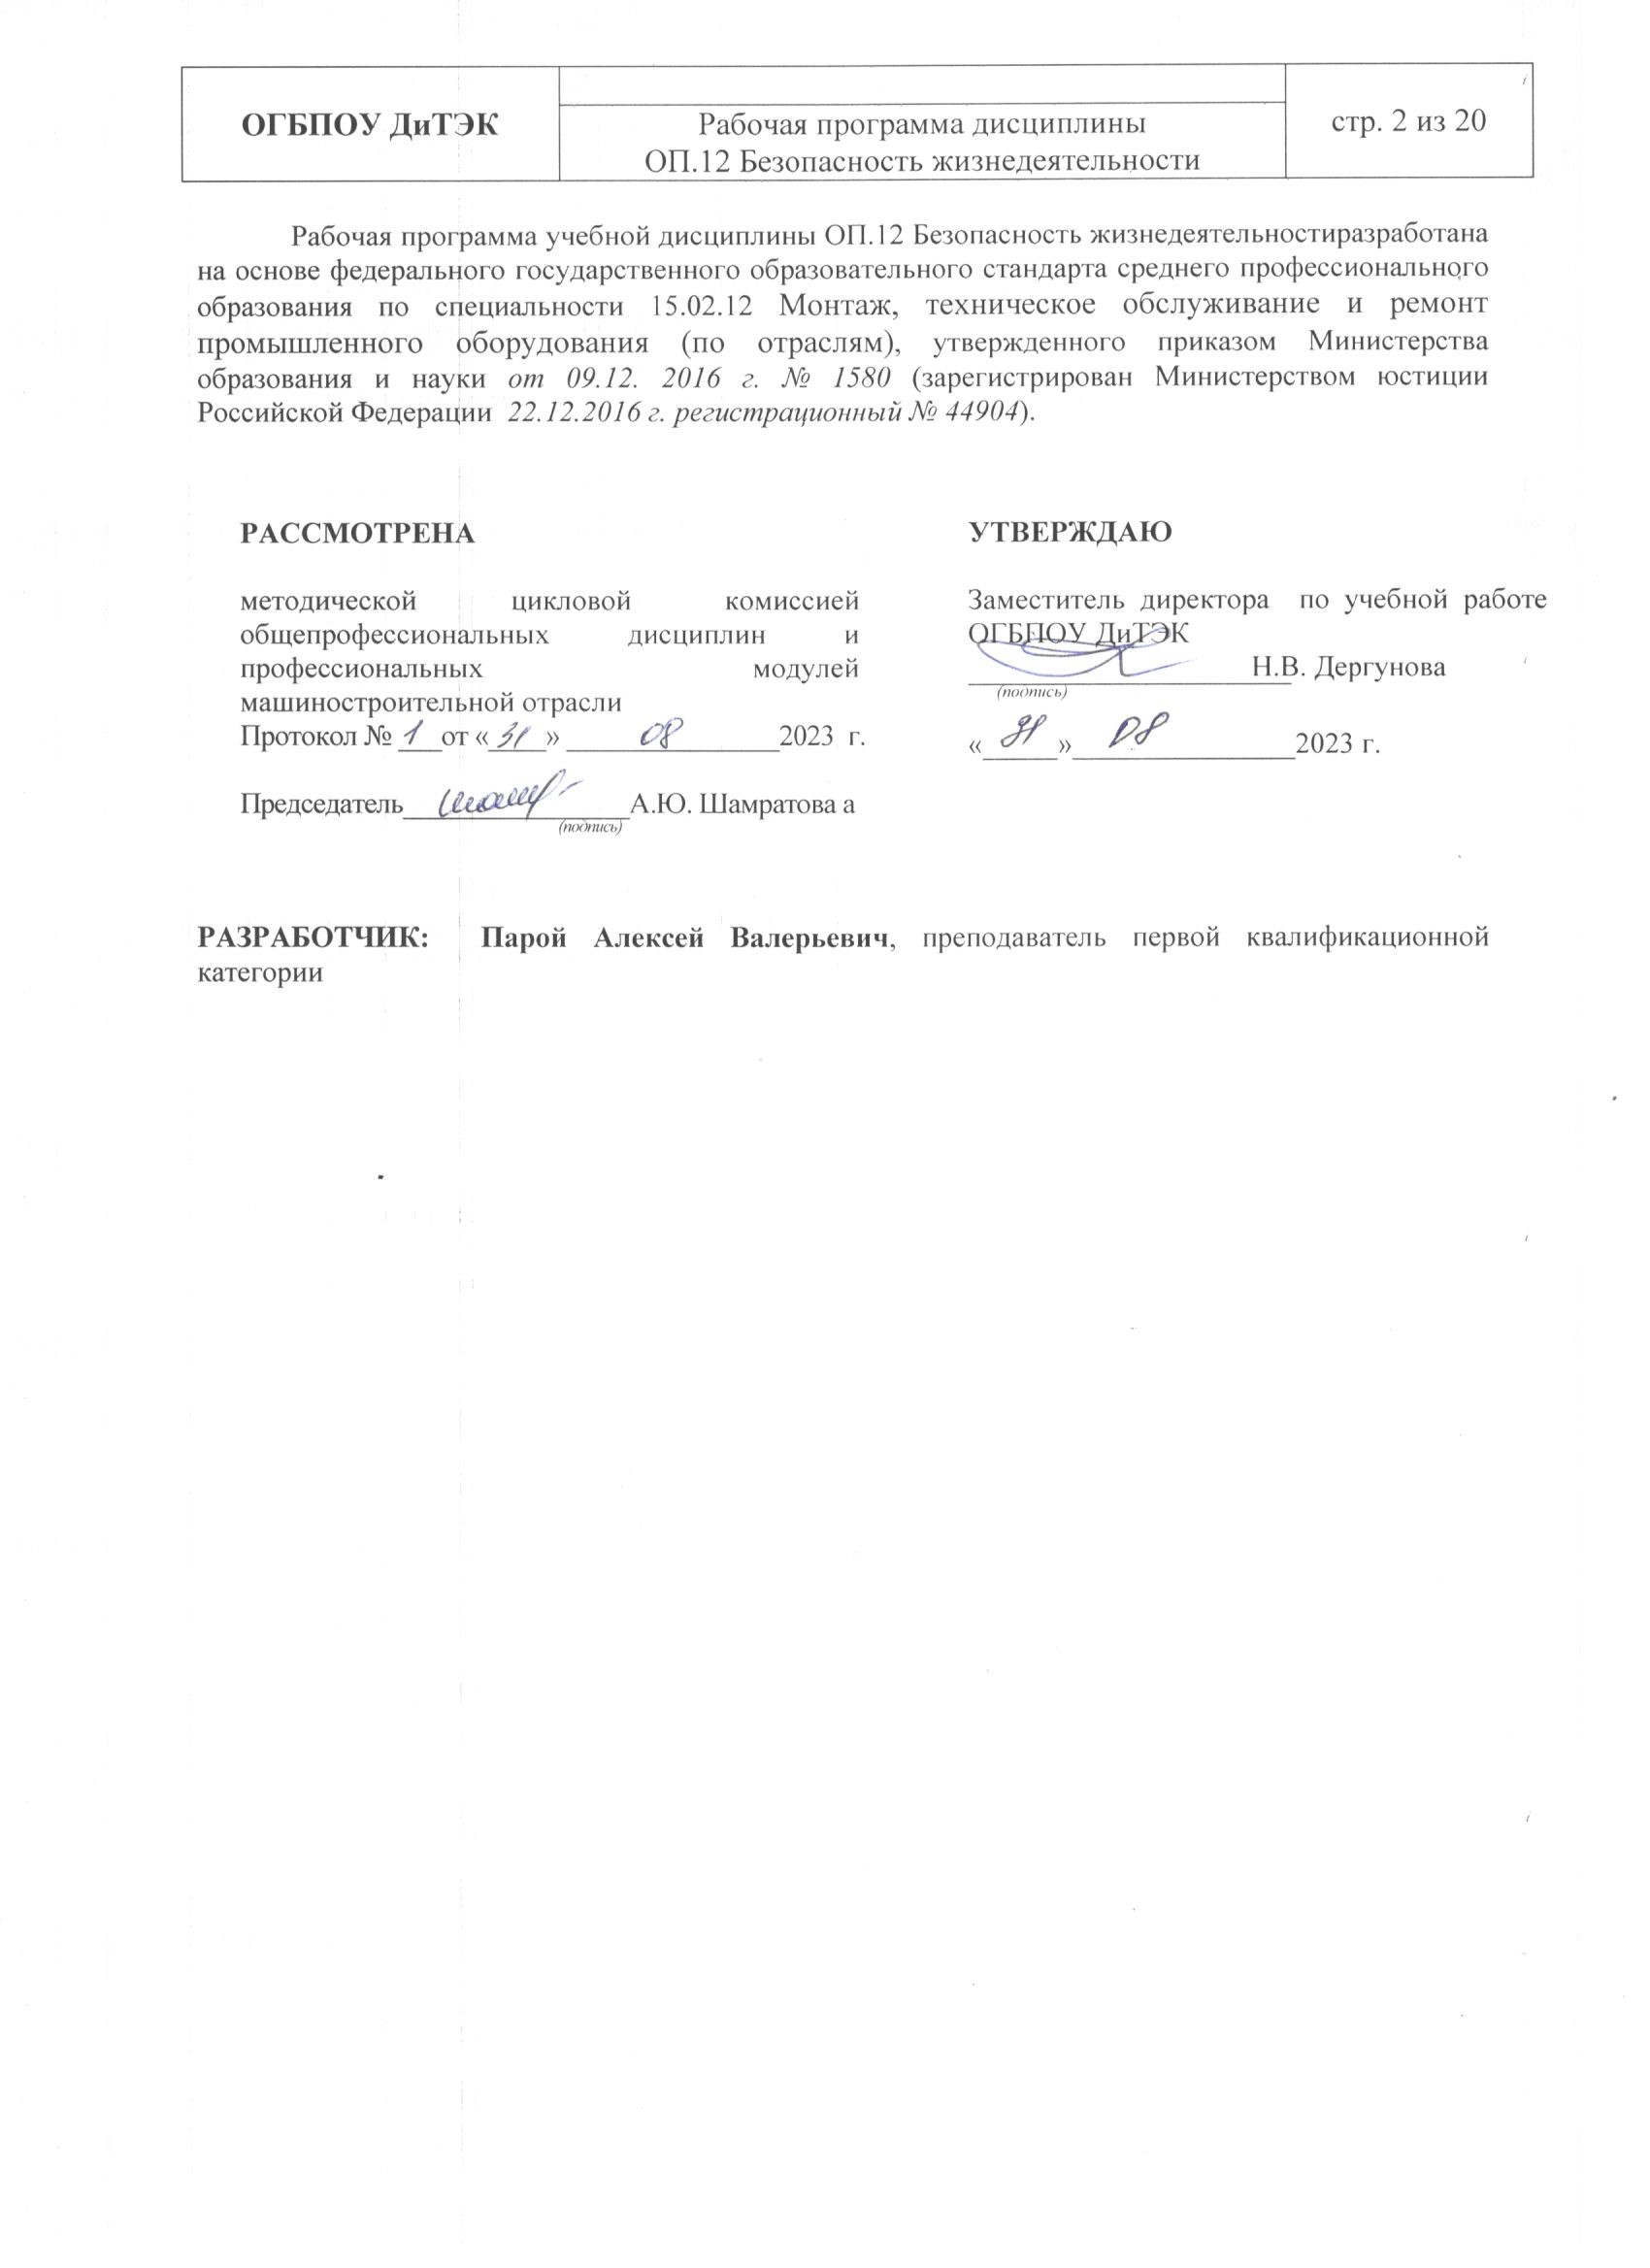 ОГБПОУ ДиТЭК
Рабочая программа дисциплины
ОП.12 Безопасность жизнедеятельности
стр. 2 из 20
Рабочая программа учебной дисциплины ОП.12 Безопасность жизнедеятельностиразработана
на основе федерального государственного образовательного стандарта среднего профессионального
образования по специальности 15.02.12 Монтаж, техническое обслуживание и ремонт
промышленного оборудования (по отраслям), утвержденного приказом Министерства
образования и науки от 09.12. 2016 г. № 1580 (зарегистрирован Министерством юстиции
Российской Федерации 22.12.2016 г. регистрационный № 44904).
РАССМОТРЕНА
методической цикловой комиссией
общепрофессиональных дисциплин и
профессиональных модулей
машиностроительной отрасли
Протокол № 1 от « 31 » 08 2023 г.
Председатель А.Ю. Шамратова а
(подпись)
УТВЕРЖДАЮ
Заместитель директора по учебной работе
ОГБПОУ ДиТЭК
Н.В. Дергунова
(подпись)
« 31 » 08 2023 г.
РАЗРАБОТЧИК: Парой Алексей Валерьевич, преподаватель первой квалификационной
категории